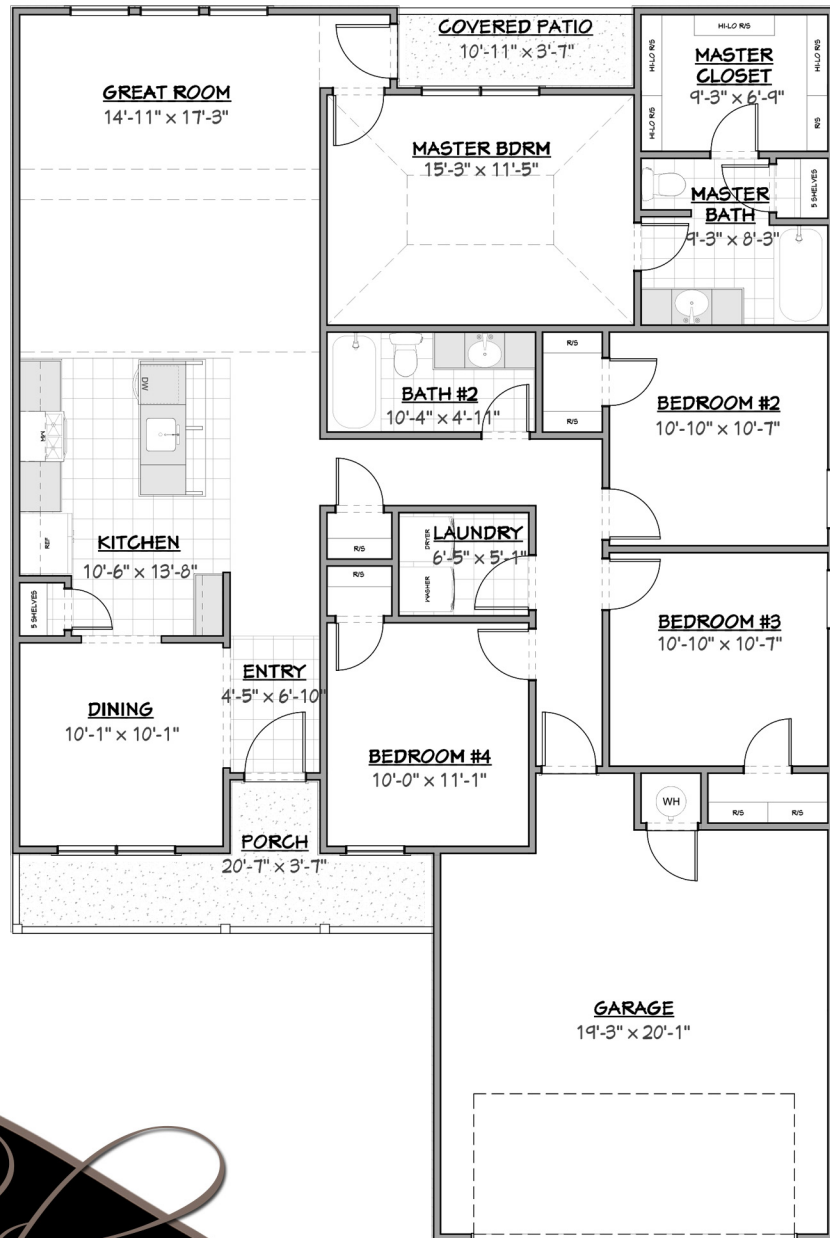 COVERED PATIO
10'-11" x 3'-7"
HI-LO R/S
HI-LO R/S
HI-LO R/S
MASTER
CLOSET
9'-3" x 6'-9"
HI-LO R/S
R/S
GREAT ROOM
14'-11" x 17'-3"
MASTER BDRM
15'-3" x 11'-5"
MASTER
BATH
9'-3" x 8'-3"
5 SHELVES
BATH #2
10'-4" x 4'-11"
R/S
R/S
BEDROOM #2
10'-10" x 10'-7"
DW
MW
REF
KITCHEN
10'-6" x 13'-8"
5 SHELVES
R/S
R/S
LAUNDRY
6'-5" x 5'-1"
DRYER
WASHER
BEDROOM #3
10'-10" x 10'-7"
ENTRY
4'-5" x 6'-10"
DINING
10'-1" x 10'-1"
BEDROOM #4
10'-0" x 11'-1"
WH
R/S
R/S
PORCH
20'-7" x 3'-7"
GARAGE
19'-3" x 20'-1"